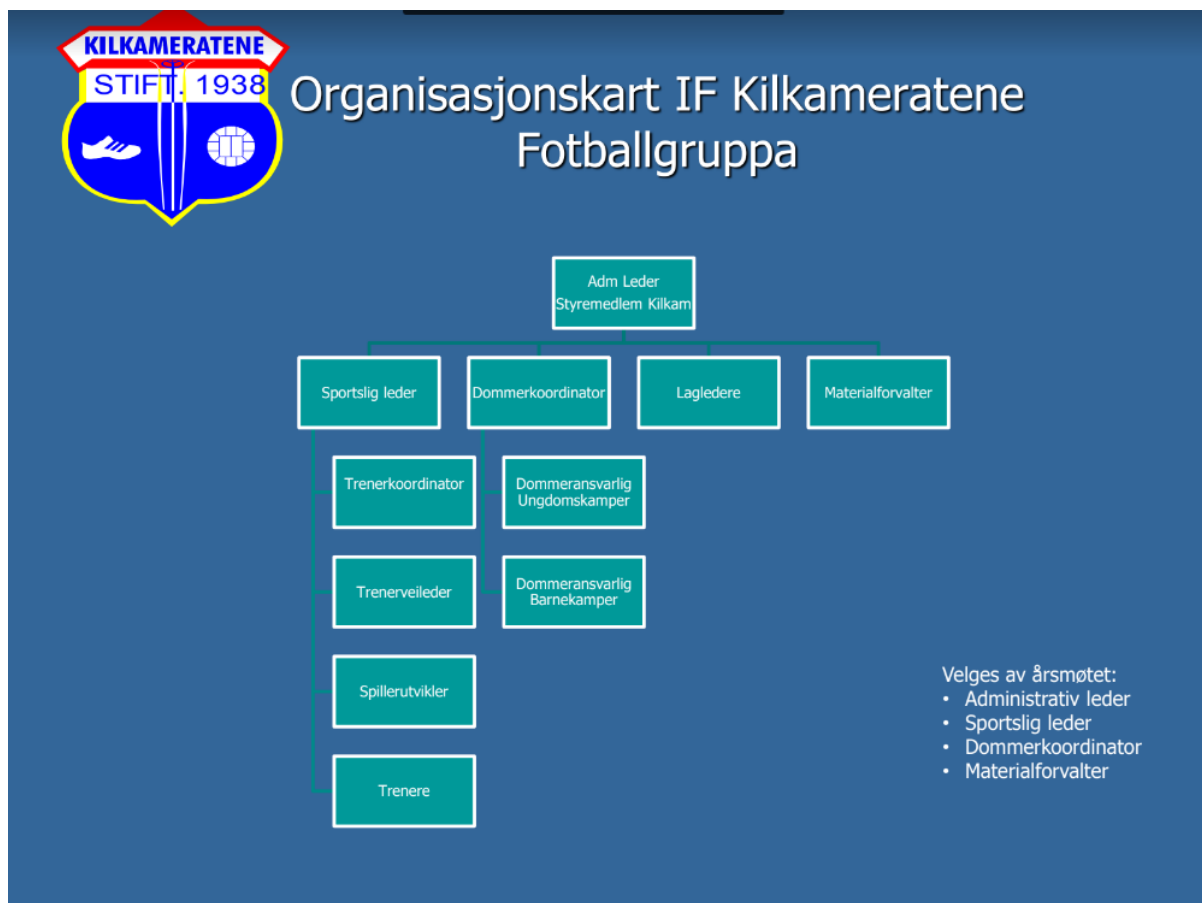 KILKAMERATENE
STIFT. 1938
Organisasjonskart IF Kilkameratene
Fotballgruppa
Adm Leder
Styremedlem Kilkam
Sportslig leder
Dommerkoordinator
Lagledere
Materialforvalter
Trenerkoordinator
Dommeransvarlig
Ungdomskamper
Trenerveileder
Dommeransvarlig
Barnekamper
Spillerutvikler
Trenere
Velges av årsmøtet:
• Administrativ leder
• Sportslig leder
• Dommerkoordinator
• Materialforvalter